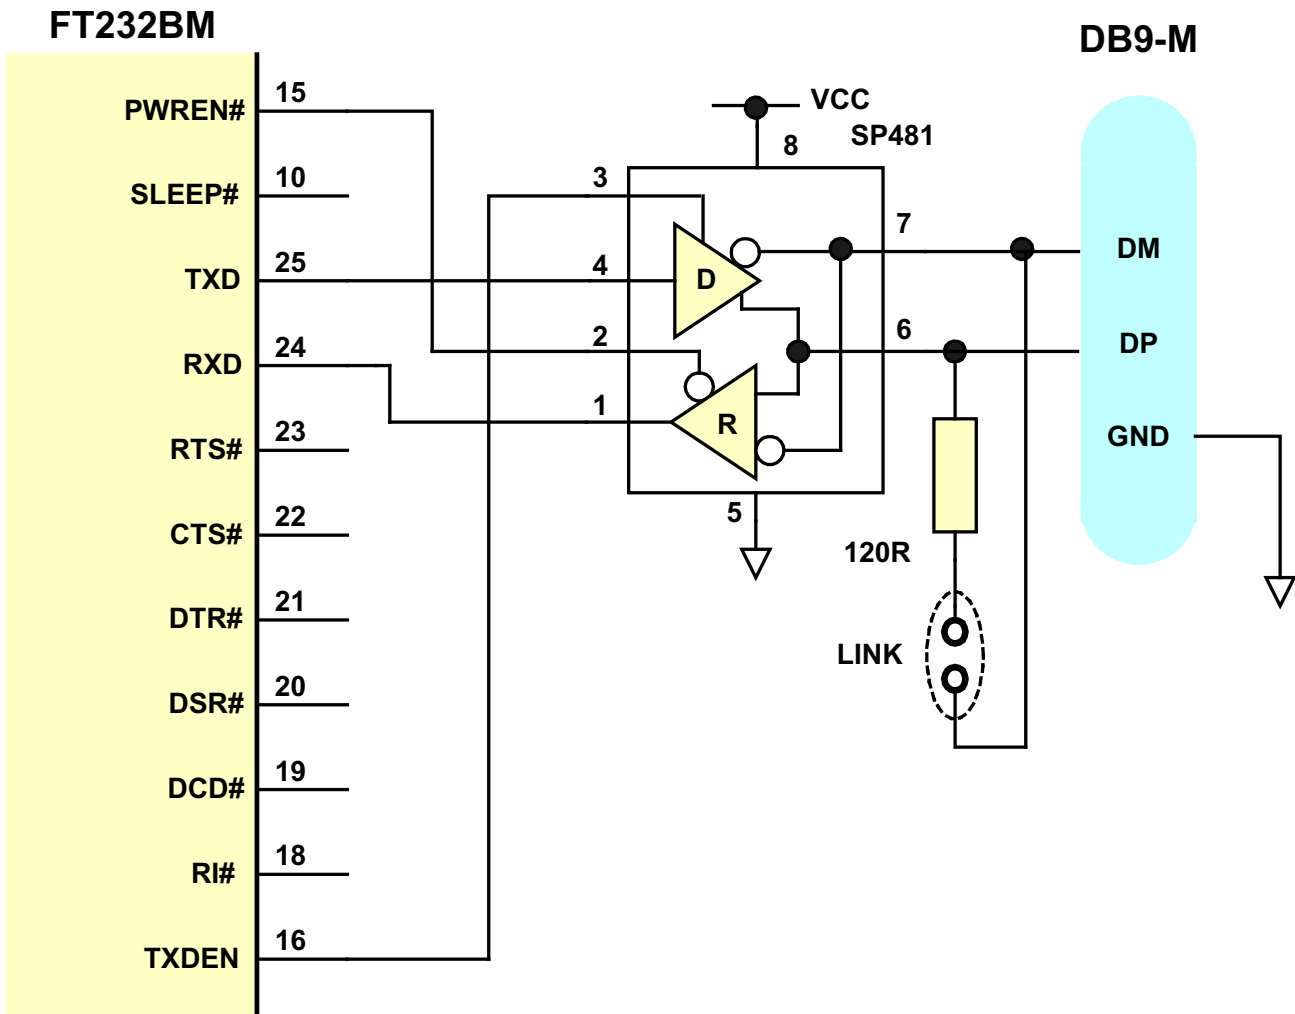 FT232BM
DB9-M
PWREN# 15
VCC
SP481
8
SLEEP# 10
3
7
DM
TXD 25
4
D
6
DP
2
RXD 24
1
R
GND
RTS# 23
5
CTS# 22
120R
DTR# 21
LINK
DSR# 20
DCD# 19
RI# 18
TXDEN 16